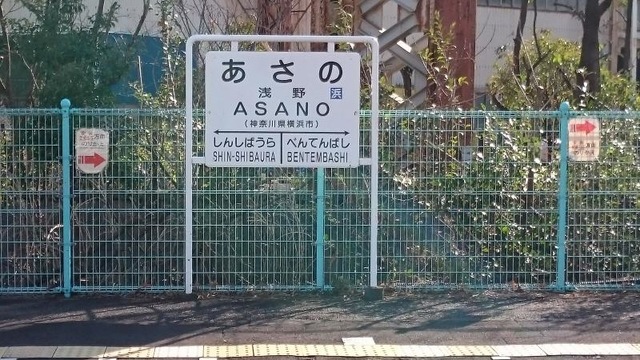 あさの
浅野 浜
ASANO
(神奈川県横浜市)
しんしばうら べんてんばし
SHIN-SHIBAURA BENTEMBASHI